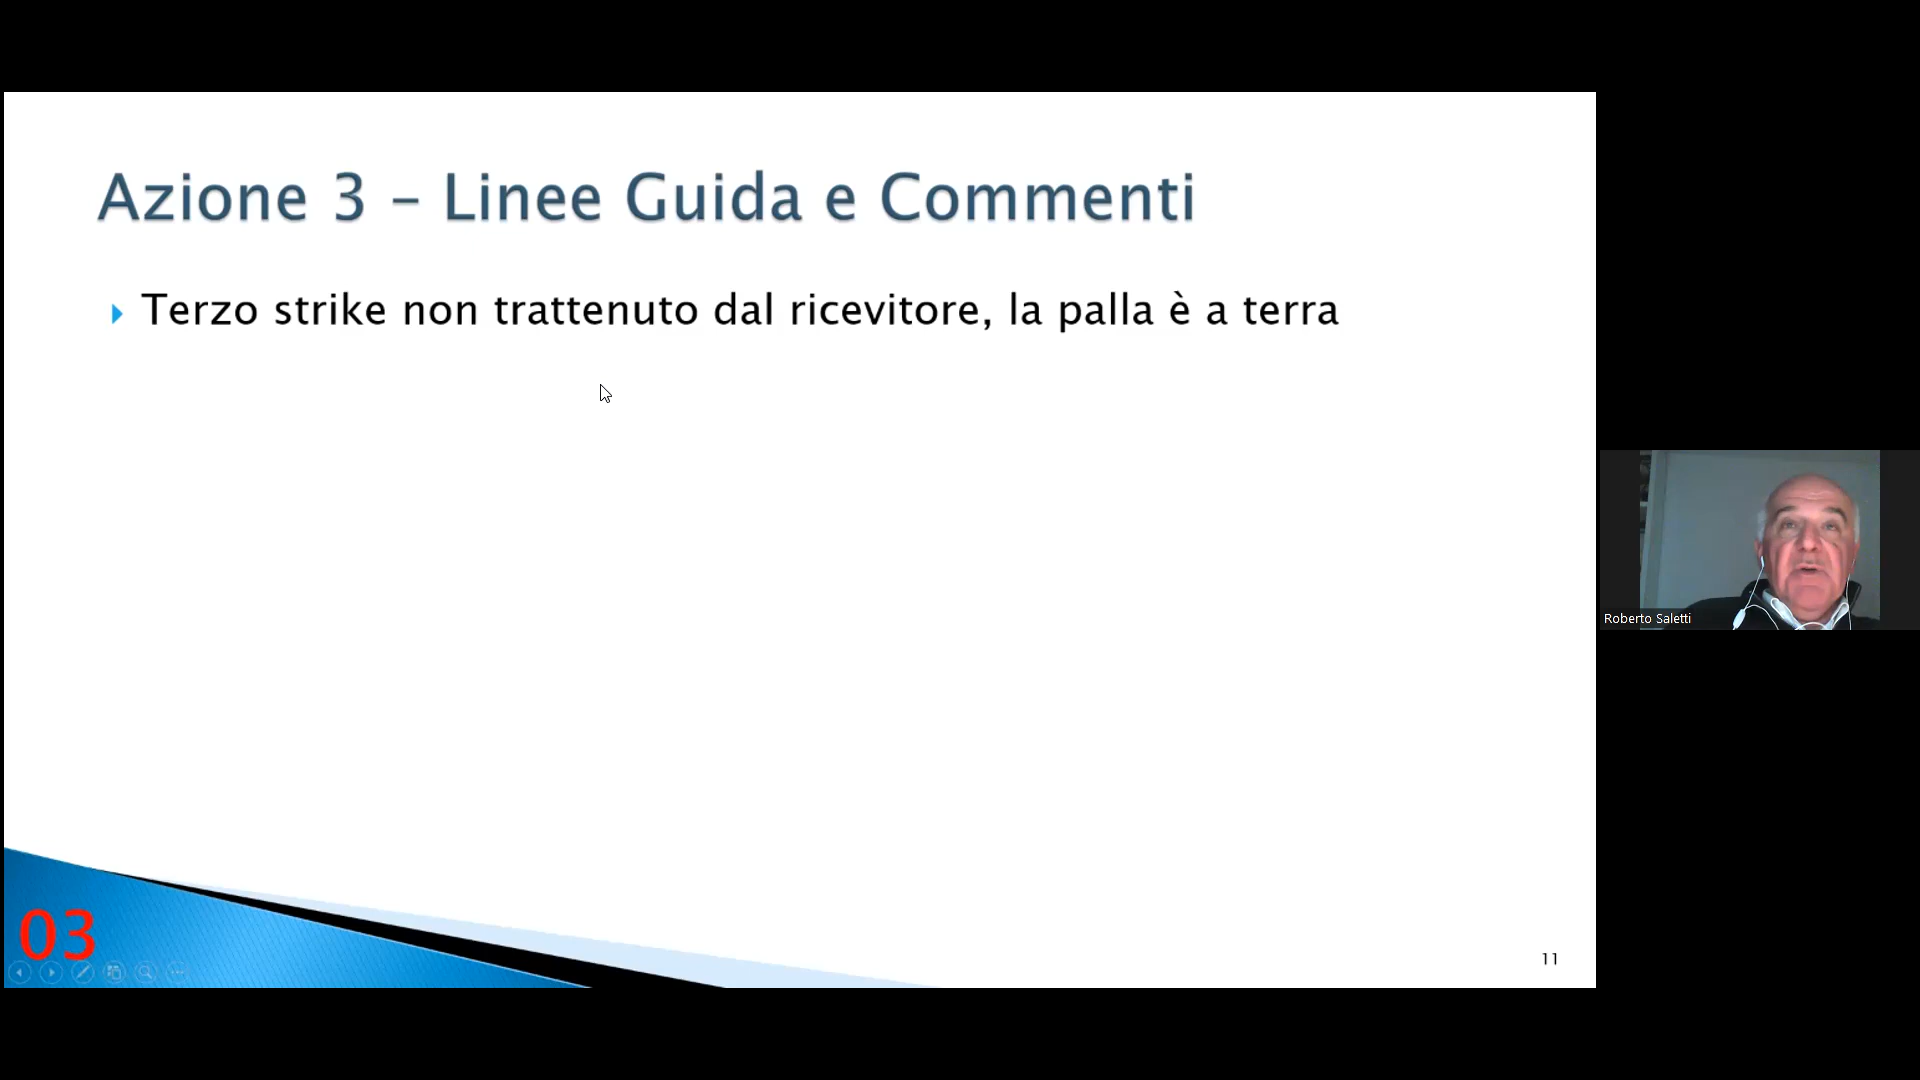 Azione 3 – Linee Guida e Commenti
Terzo strike non trattenuto dal ricevitore, la palla è a terra
Roberto Saletti
03
11